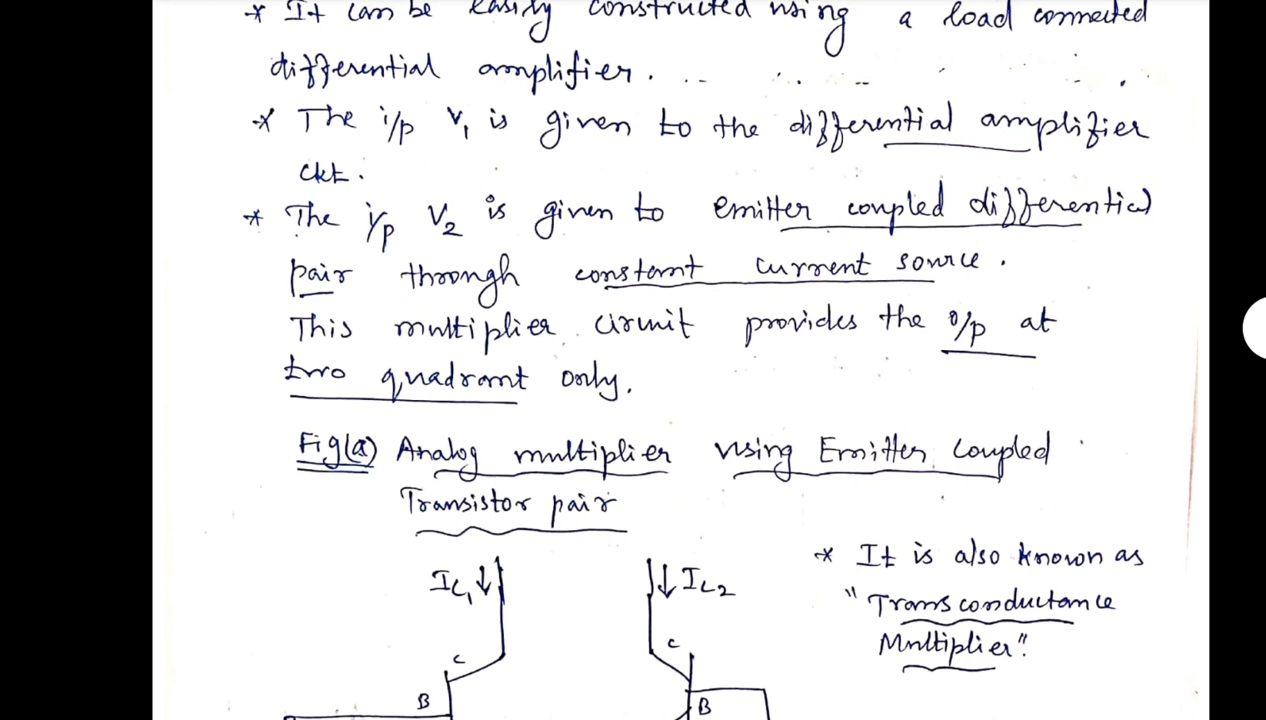 * It can be easily constructed using a load connected
differential amplifier.
* The i/p V1 is given to the differential amplifier
ckt.
* The i/p V2 is given to emitter coupled differential
pair through constant current source.
This multiplier circuit provides the o/p at
two quadrant only.
Fig(a) Analog multiplier using Emitter Coupled
Transistor pair
IC1 ↓ ↓ IC2
* It is also known as
"Transconductance
Multiplier".
C C
B B